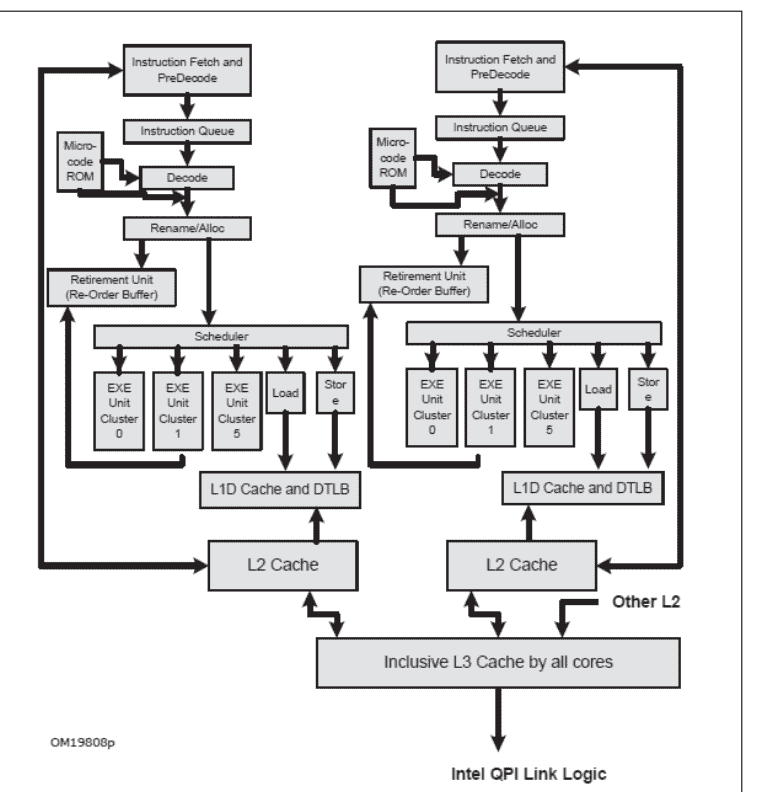 Instruction Fetch and
PreDecode
Instruction Queue
Micro-
code
ROM
Decode
Rename/Alloc
Retirement Unit
(Re-Order Buffer)
Scheduler
EXE
Unit
Cluster
0
EXE
Unit
Cluster
1
EXE
Unit
Cluster
5
Load
Stor
e
L1D Cache and DTLB
L2 Cache
Instruction Fetch and
PreDecode
Instruction Queue
Micro-
code
ROM
Decode
Rename/Alloc
Retirement Unit
(Re-Order Buffer)
Scheduler
EXE
Unit
Cluster
0
EXE
Unit
Cluster
1
EXE
Unit
Cluster
5
Load
Stor
e
L1D Cache and DTLB
L2 Cache
Other L2
Inclusive L3 Cache by all cores
OM19808p
Intel QPI Link Logic